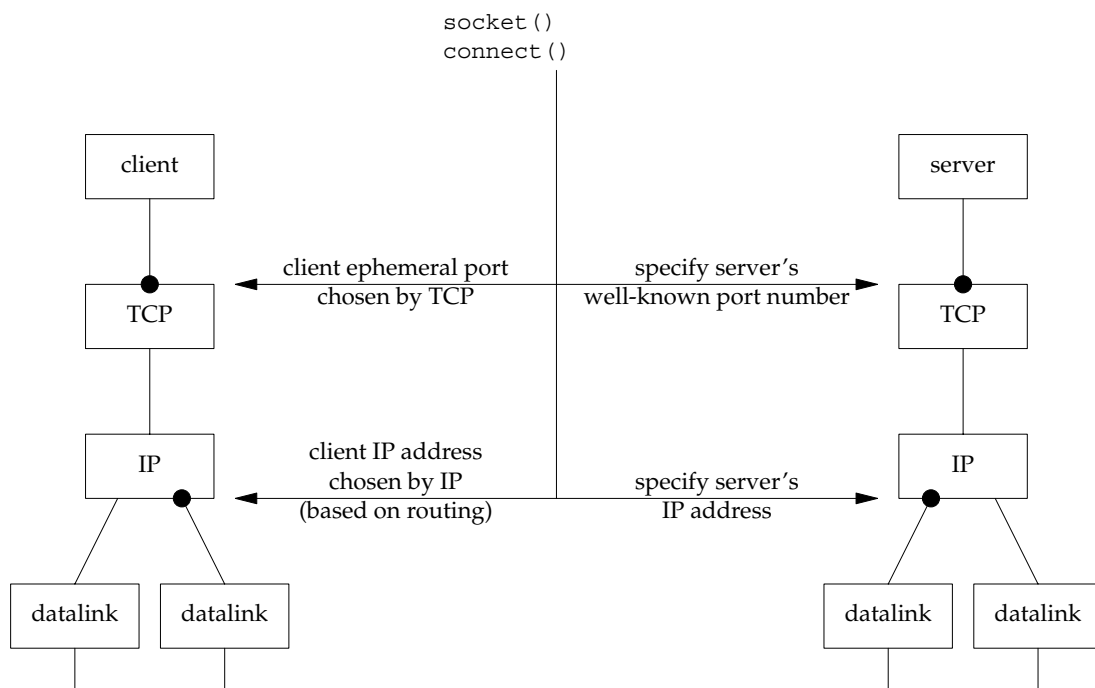 socket()
connect()
client
server
client ephemeral port
chosen by TCP
specify server's
well-known port number
TCP
TCP
client IP address
chosen by IP
(based on routing)
specify server's
IP address
IP
IP
datalink
datalink
datalink
datalink